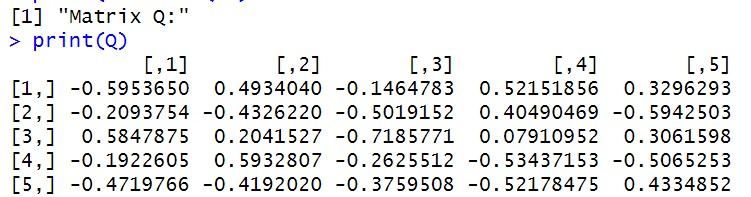 [1] "Matrix Q:"
> print(Q)
[,1] [,2] [,3] [,4] [,5]
[1,] -0.5953650 0.4934040 -0.1464783 0.52151856 0.3296293
[2,] -0.2093754 -0.4326220 -0.5019152 0.40490469 -0.5942503
[3,] 0.5847875 0.2041527 -0.7185771 0.07910952 0.3061598
[4,] -0.1922605 0.5932807 -0.2625512 -0.53437153 -0.5065253
[5,] -0.4719766 -0.4192020 -0.3759508 -0.52178475 0.4334852